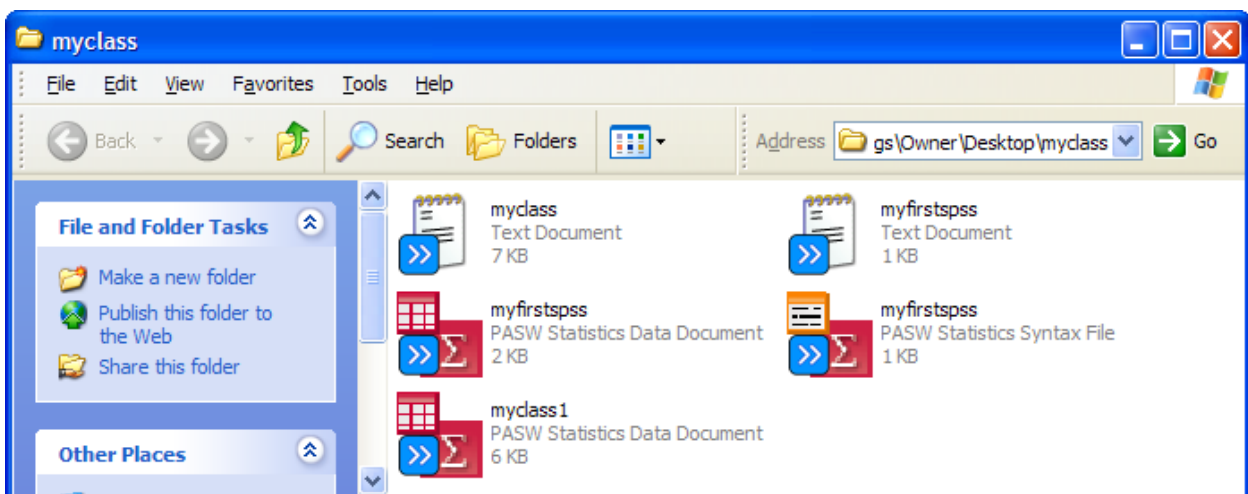 myclass
File Edit View Favorites Tools Help
Back Search Folders Address gs\Owner\Desktop\myclass Go
File and Folder Tasks
Make a new folder
Publish this folder to
the Web
Share this folder
Other Places
myclass
Text Document
7 KB
myfirstspss
Text Document
1 KB
myfirstspss
PASW Statistics Data Document
2 KB
myfirstspss
PASW Statistics Syntax File
1 KB
myclass1
PASW Statistics Data Document
6 KB